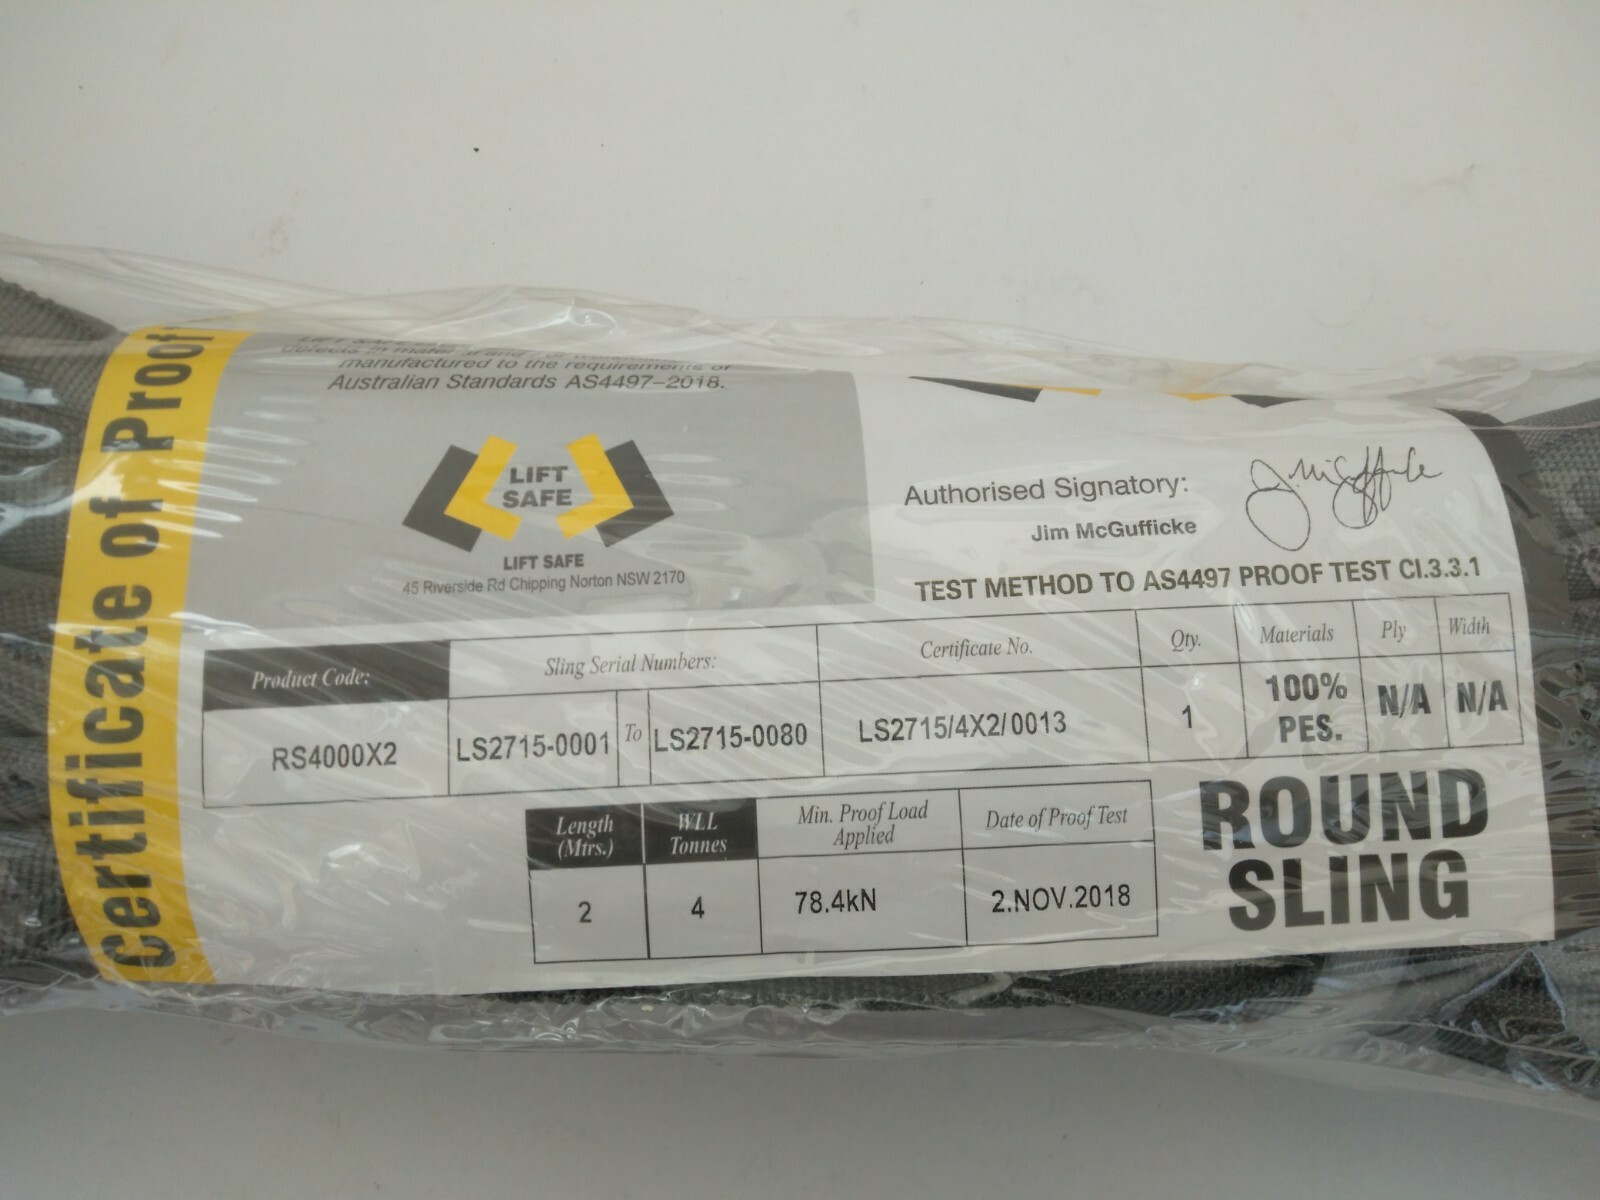 Certificate of Proof
manufactured to the requirements of
Australian Standards AS4497-2018.
LIFT
SAFE
LIFT SAFE
45 Riverside Rd Chipping Norton NSW 2170
Authorised Signatory:
Jim McGufficke
TEST METHOD TO AS4497 PROOF TEST CI.3.3.1
Product Code: Sling Serial Numbers: Certificate No. Qty. Materials Ply Width
RS4000X2 LS2715-0001 To LS2715-0080 LS2715/4X2/0013 1 100% PES. N/A N/A
Length (Mtrs.) WLL Tonnes Min. Proof Load Applied Date of Proof Test
2 4 78.4kN 2.NOV.2018
ROUND
SLING